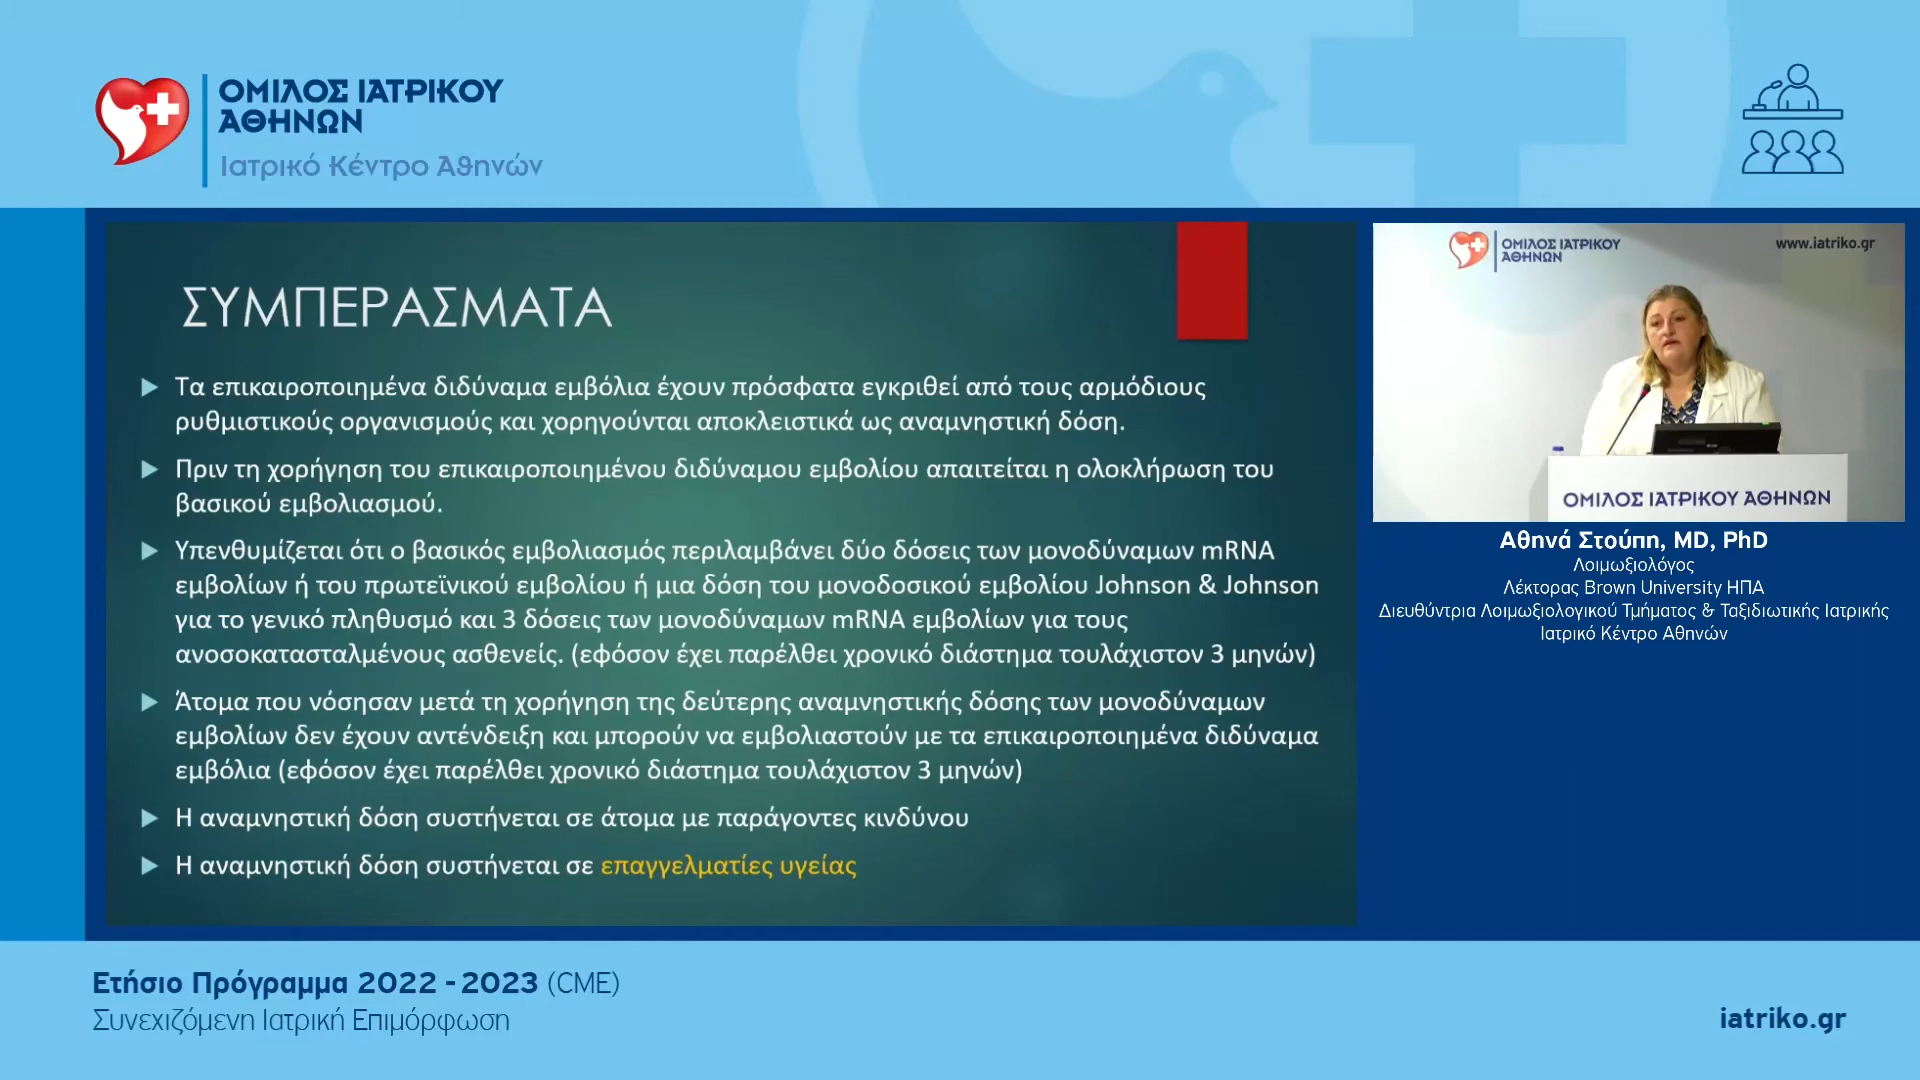 ΟΜΙΛΟΣ ΙΑΤΡΙΚΟΥ
ΑΘΗΝΩΝ
Ιατρικό Κέντρο Αθηνών
ΣΥΜΠΕΡΑΣΜΑΤΑ
Τα επικαιροποιημένα διδύναμα εμβόλια έχουν πρόσφατα εγκριθεί από τους αρμόδιους
ρυθμιστικούς οργανισμούς και χορηγούνται αποκλειστικά ως αναμνηστική δόση.
Πριν τη χορήγηση του επικαιροποιημένου διδύναμου εμβολίου απαιτείται η ολοκλήρωση του
βασικού εμβολιασμού.
Υπενθυμίζεται ότι ο βασικός εμβολιασμός περιλαμβάνει δύο δόσεις των μονοδύναμων mRNA
εμβολίων ή του πρωτεϊνικού εμβολίου ή μια δόση του μονοδοσικού εμβολίου Johnson & Johnson
για το γενικό πληθυσμό και 3 δόσεις των μονοδύναμων mRNA εμβολίων για τους
ανοσοκατασταλμένους ασθενείς. (εφόσον έχει παρέλθει χρονικό διάστημα τουλάχιστον 3 μηνών)
Άτομα που νόσησαν μετά τη χορήγηση της δεύτερης αναμνηστικής δόσης των μονοδύναμων
εμβολίων δεν έχουν αντένδειξη και μπορούν να εμβολιαστούν με τα επικαιροποιημένα διδύναμα
εμβόλια (εφόσον έχει παρέλθει χρονικό διάστημα τουλάχιστον 3 μηνών)
Η αναμνηστική δόση συστήνεται σε άτομα με παράγοντες κινδύνου
Η αναμνηστική δόση συστήνεται σε επαγγελματίες υγείας
ΟΜΙΛΟΣ ΙΑΤΡΙΚΟΥ
ΑΘΗΝΩΝ
www.iatriko.gr
ΟΜΙΛΟΣ ΙΑΤΡΙΚΟΥ ΑΘΗΝΩΝ
Αθηνά Στούπη, MD, PhD
Λοιμωξιολόγος
Λέκτορας Brown University ΗΠΑ
Διευθύντρια Λοιμωξιολογικού Τμήματος & Ταξιδιωτικής Ιατρικής
Ιατρικό Κέντρο Αθηνών
Ετήσιο Πρόγραμμα 2022 - 2023 (CME)
Συνεχιζόμενη Ιατρική Επιμόρφωση
iatriko.gr